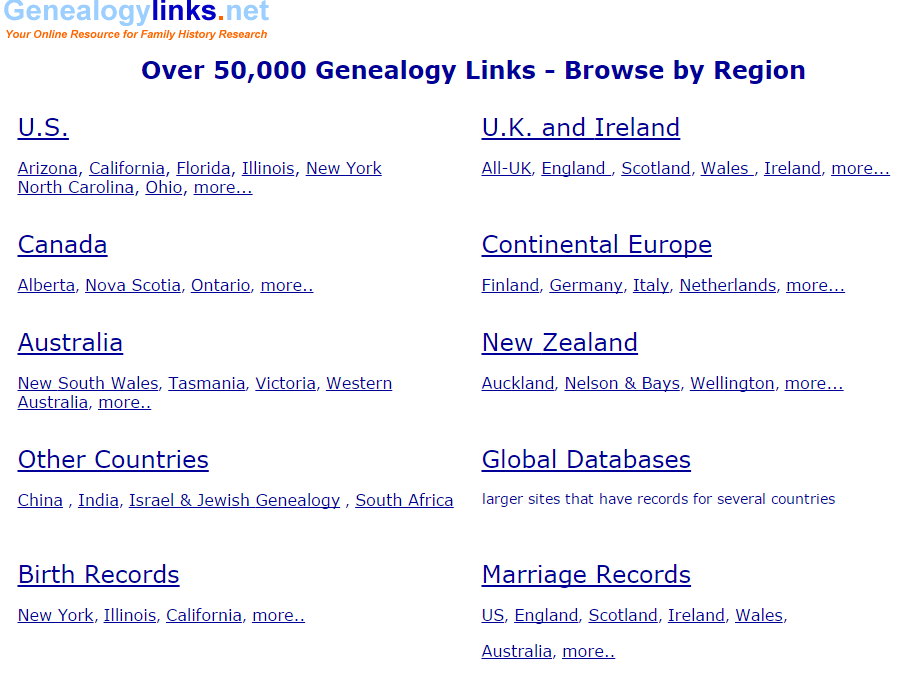 Genealogylinks.net
Your Online Resource for Family History Research
Over 50,000 Genealogy Links - Browse by Region
U.S.
Arizona, California, Florida, Illinois, New York
North Carolina, Ohio, more...
U.K. and Ireland
All-UK, England , Scotland, Wales , Ireland, more...
Canada
Alberta, Nova Scotia, Ontario, more..
Continental Europe
Finland, Germany, Italy, Netherlands, more...
Australia
New South Wales, Tasmania, Victoria, Western
Australia, more..
New Zealand
Auckland, Nelson & Bays, Wellington, more...
Other Countries
China , India, Israel & Jewish Genealogy , South Africa
Global Databases
larger sites that have records for several countries
Birth Records
New York, Illinois, California, more..
Marriage Records
US, England, Scotland, Ireland, Wales,
Australia, more..